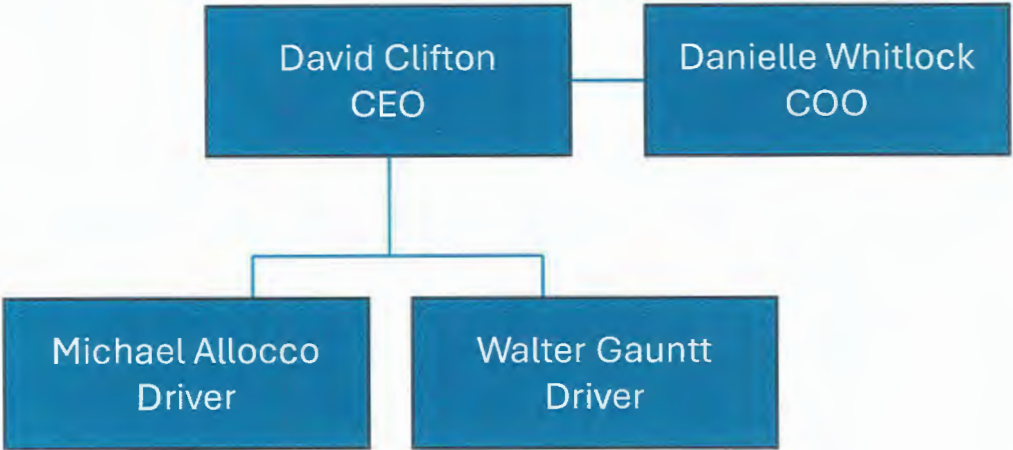 David Clifton
CEO
Danielle Whitlock
COO
Michael Allocco
Driver
Walter Gauntt
Driver